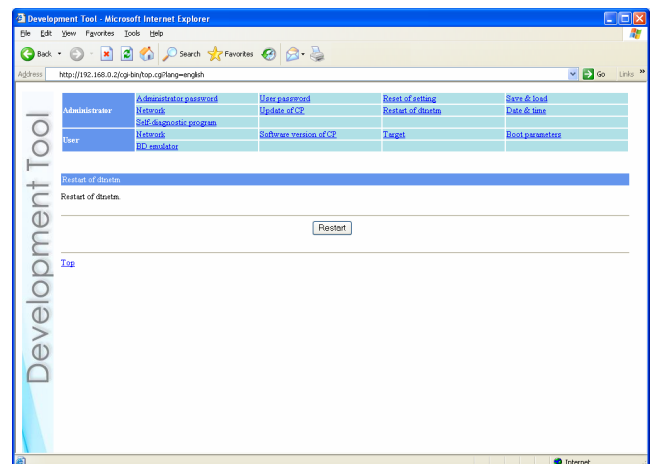 Development Tool - Microsoft Internet Explorer
File Edit View Favorites Tools Help
Back Search Favorites
Address http://192.168.0.2/cgi-bin/top.cgi?lang=english Go Links »
Development Tool
Administrator Administrator password User password Reset of setting Save & load
Network Update of CP Restart of dtnetm Date & time
Self-diagnostic program
User Network Software version of CP Target Boot parameters
BD emulator
Restart of dtnetm
Restart of dtnetm.
Restart
Top
Internet